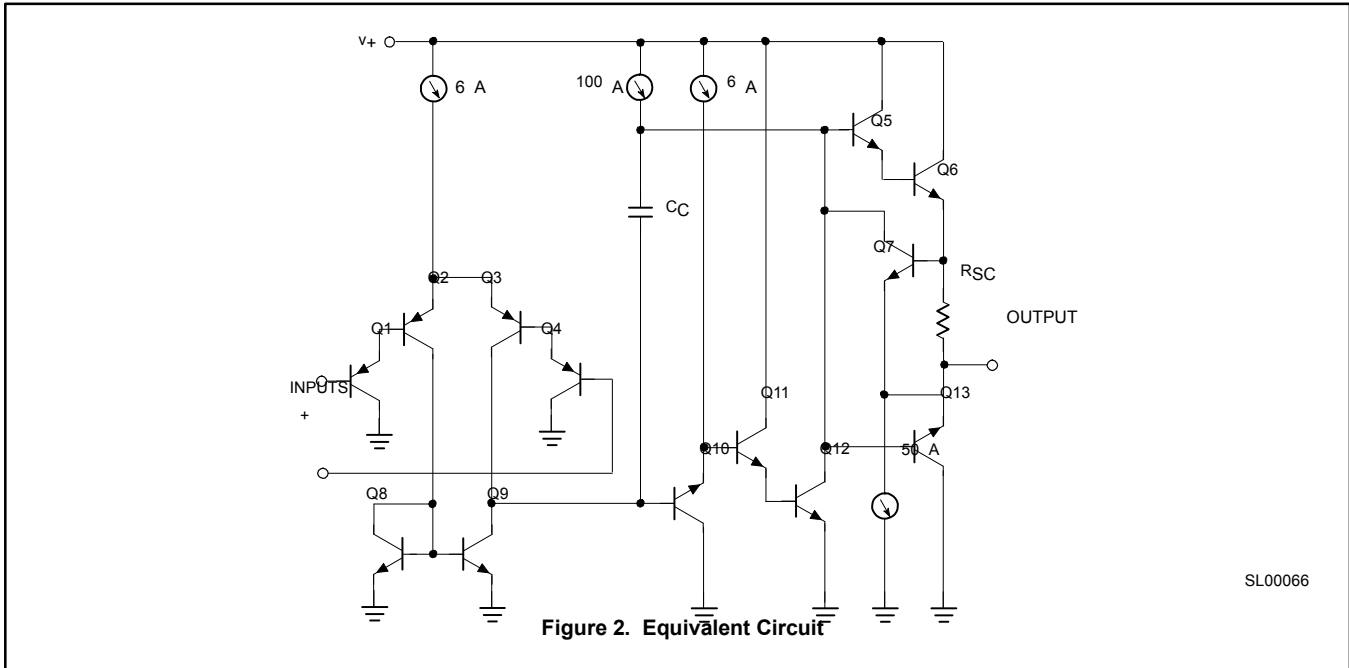 V+
6 A
100 A
6 A
Q5
Q6
CC
Q7
RSC
OUTPUT
Q2
Q3
Q1
Q4
INPUTS
+
Q11
Q13
Q10
Q12
50 A
Q8
Q9
SL00066
Figure 2. Equivalent Circuit